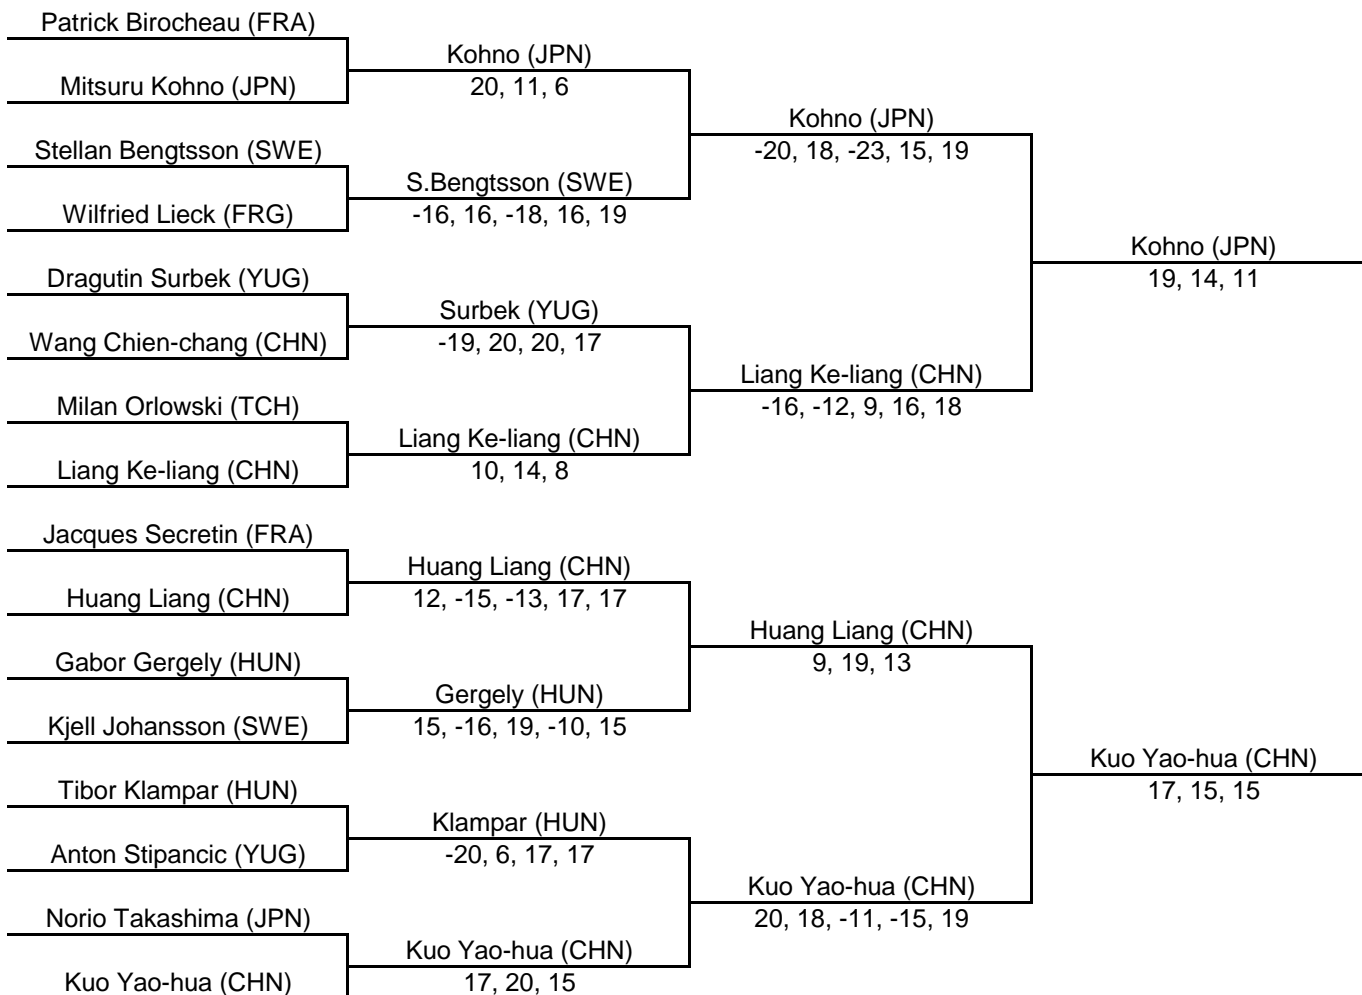 Patrick Birocheau (FRA)
Mitsuru Kohno (JPN)
Stellan Bengtsson (SWE)
Wilfried Lieck (FRG)
Dragutin Surbek (YUG)
Wang Chien-chang (CHN)
Milan Orlowski (TCH)
Liang Ke-liang (CHN)
Jacques Secretin (FRA)
Huang Liang (CHN)
Gabor Gergely (HUN)
Kjell Johansson (SWE)
Tibor Klampar (HUN)
Anton Stipancic (YUG)
Norio Takashima (JPN)
Kuo Yao-hua (CHN)
Kohno (JPN)
20, 11, 6
S.Bengtsson (SWE)
-16, 16, -18, 16, 19
Surbek (YUG)
-19, 20, 20, 17
Liang Ke-liang (CHN)
10, 14, 8
Huang Liang (CHN)
12, -15, -13, 17, 17
Gergely (HUN)
15, -16, 19, -10, 15
Klampar (HUN)
-20, 6, 17, 17
Kuo Yao-hua (CHN)
17, 20, 15
Kohno (JPN)
-20, 18, -23, 15, 19
Liang Ke-liang (CHN)
-16, -12, 9, 16, 18
Huang Liang (CHN)
9, 19, 13
Kuo Yao-hua (CHN)
20, 18, -11, -15, 19
Kohno (JPN)
19, 14, 11
Kuo Yao-hua (CHN)
17, 15, 15